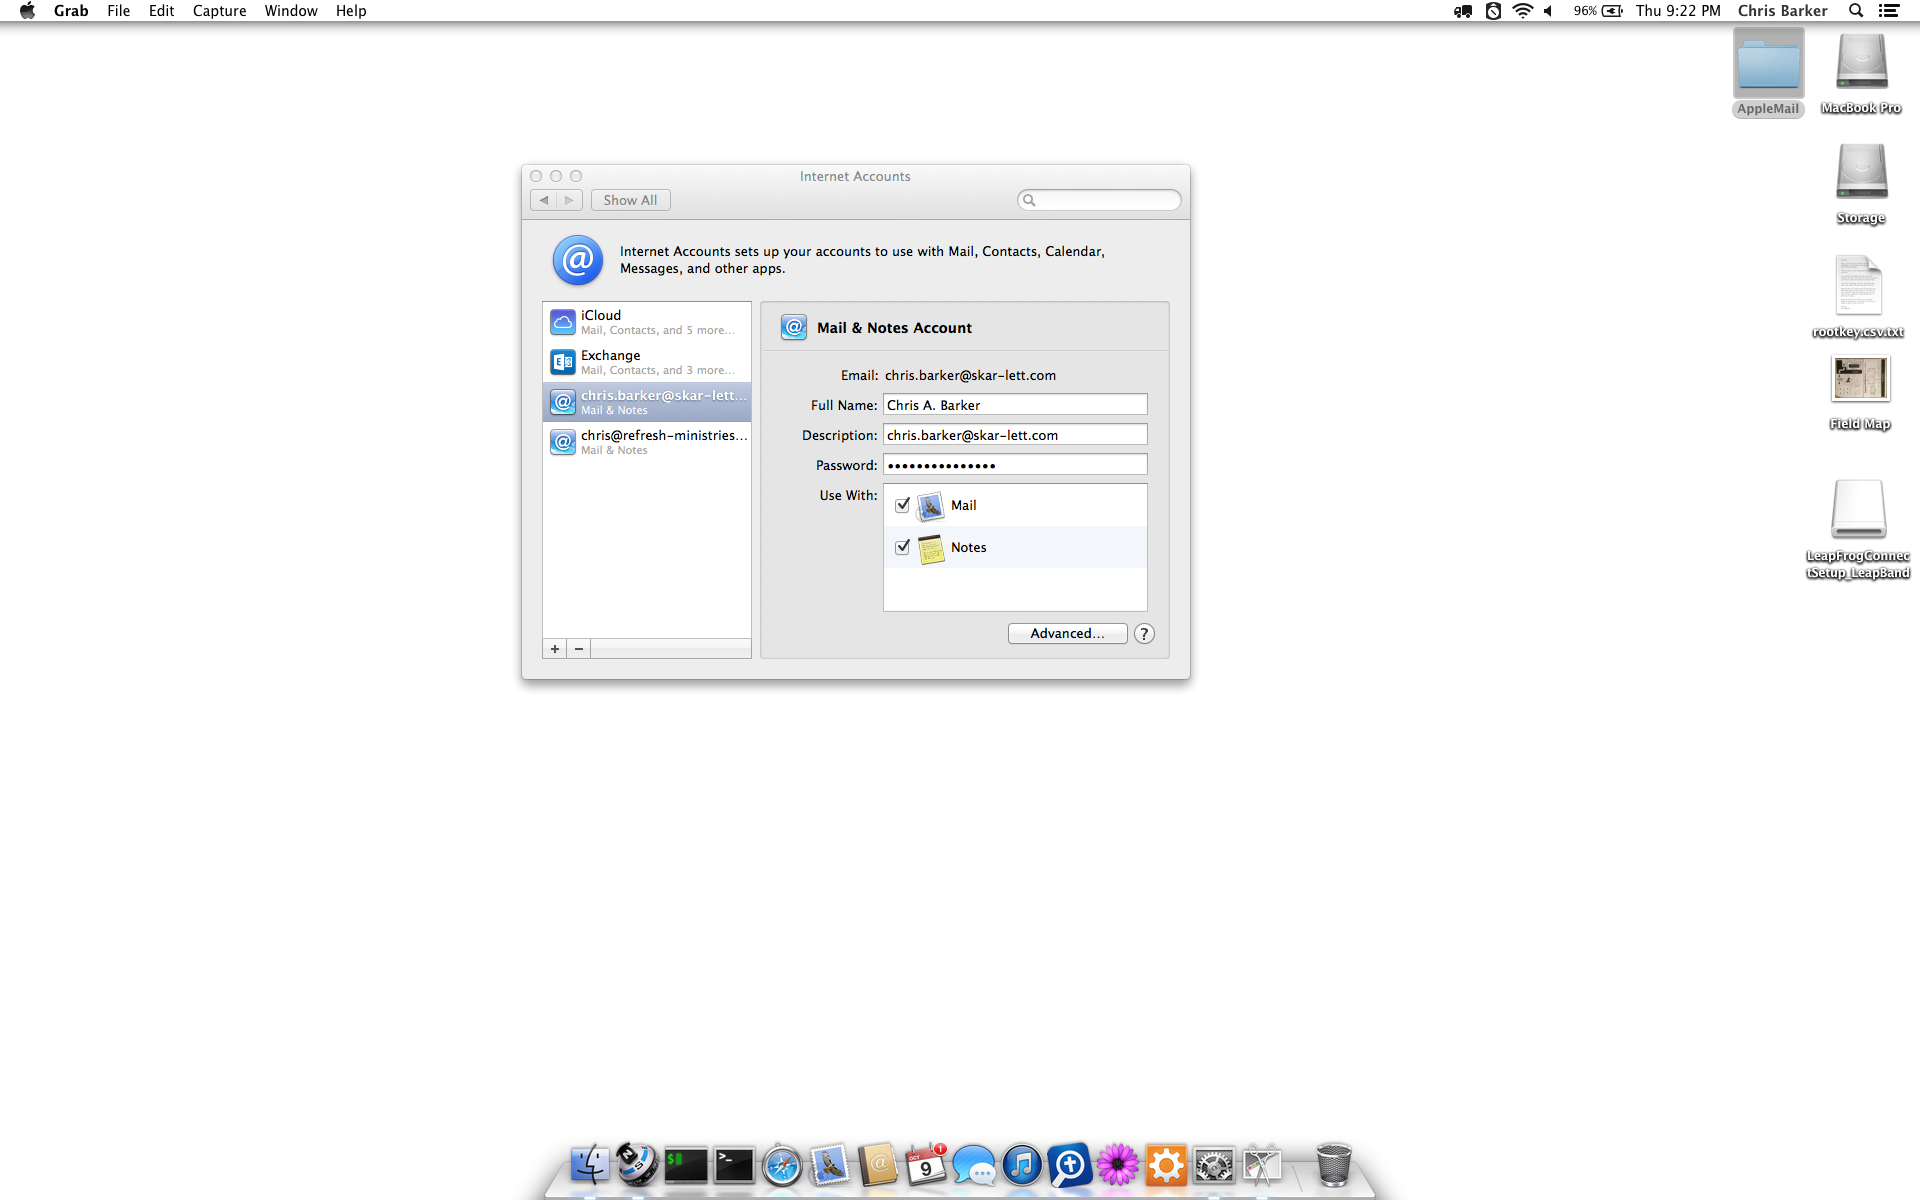 Grab File Edit Capture Window Help 96% Thu 9:22 PM Chris Barker
AppleMail
MacBook Pro
Storage
rootkey.csv.txt
Field Map
LeapFrogConnec
tSetup_LeapBand
Internet Accounts
Show All
Internet Accounts sets up your accounts to use with Mail, Contacts, Calendar,
Messages, and other apps.
iCloud
Mail, Contacts, and 5 more...
Exchange
Mail, Contacts, and 3 more...
chris.barker@skar-lett...
Mail & Notes
chris@refresh-ministries...
Mail & Notes
+ −
Mail & Notes Account
Email: chris.barker@skar-lett.com
Full Name: Chris A. Barker
Description: chris.barker@skar-lett.com
Password: •••••••••••••••
Use With:
Mail
Notes
Advanced... ?
OCT
9
1